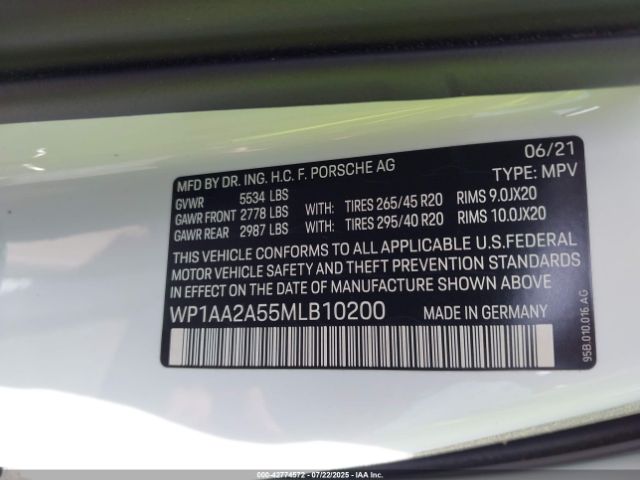 06/21
MFD BY DR. ING. H.C. F. PORSCHE AG TYPE: MPV
GVWR 5534 LBS
GAWR FRONT 2778 LBS WITH: TIRES 265/45 R20 RIMS 9.0JX20
GAWR REAR 2987 LBS WITH: TIRES 295/40 R20 RIMS 10.0JX20
THIS VEHICLE CONFORMS TO ALL APPLICABLE U.S.FEDERAL
MOTOR VEHICLE SAFETY AND THEFT PREVENTION STANDARDS
IN EFFECT ON THE DATE OF MANUFACTURE SHOWN ABOVE.
WP1AA2A55MLB10200 MADE IN GERMANY
95B.010.016.AG
000-42774572 - 07/22/2025 - IAAI.COM